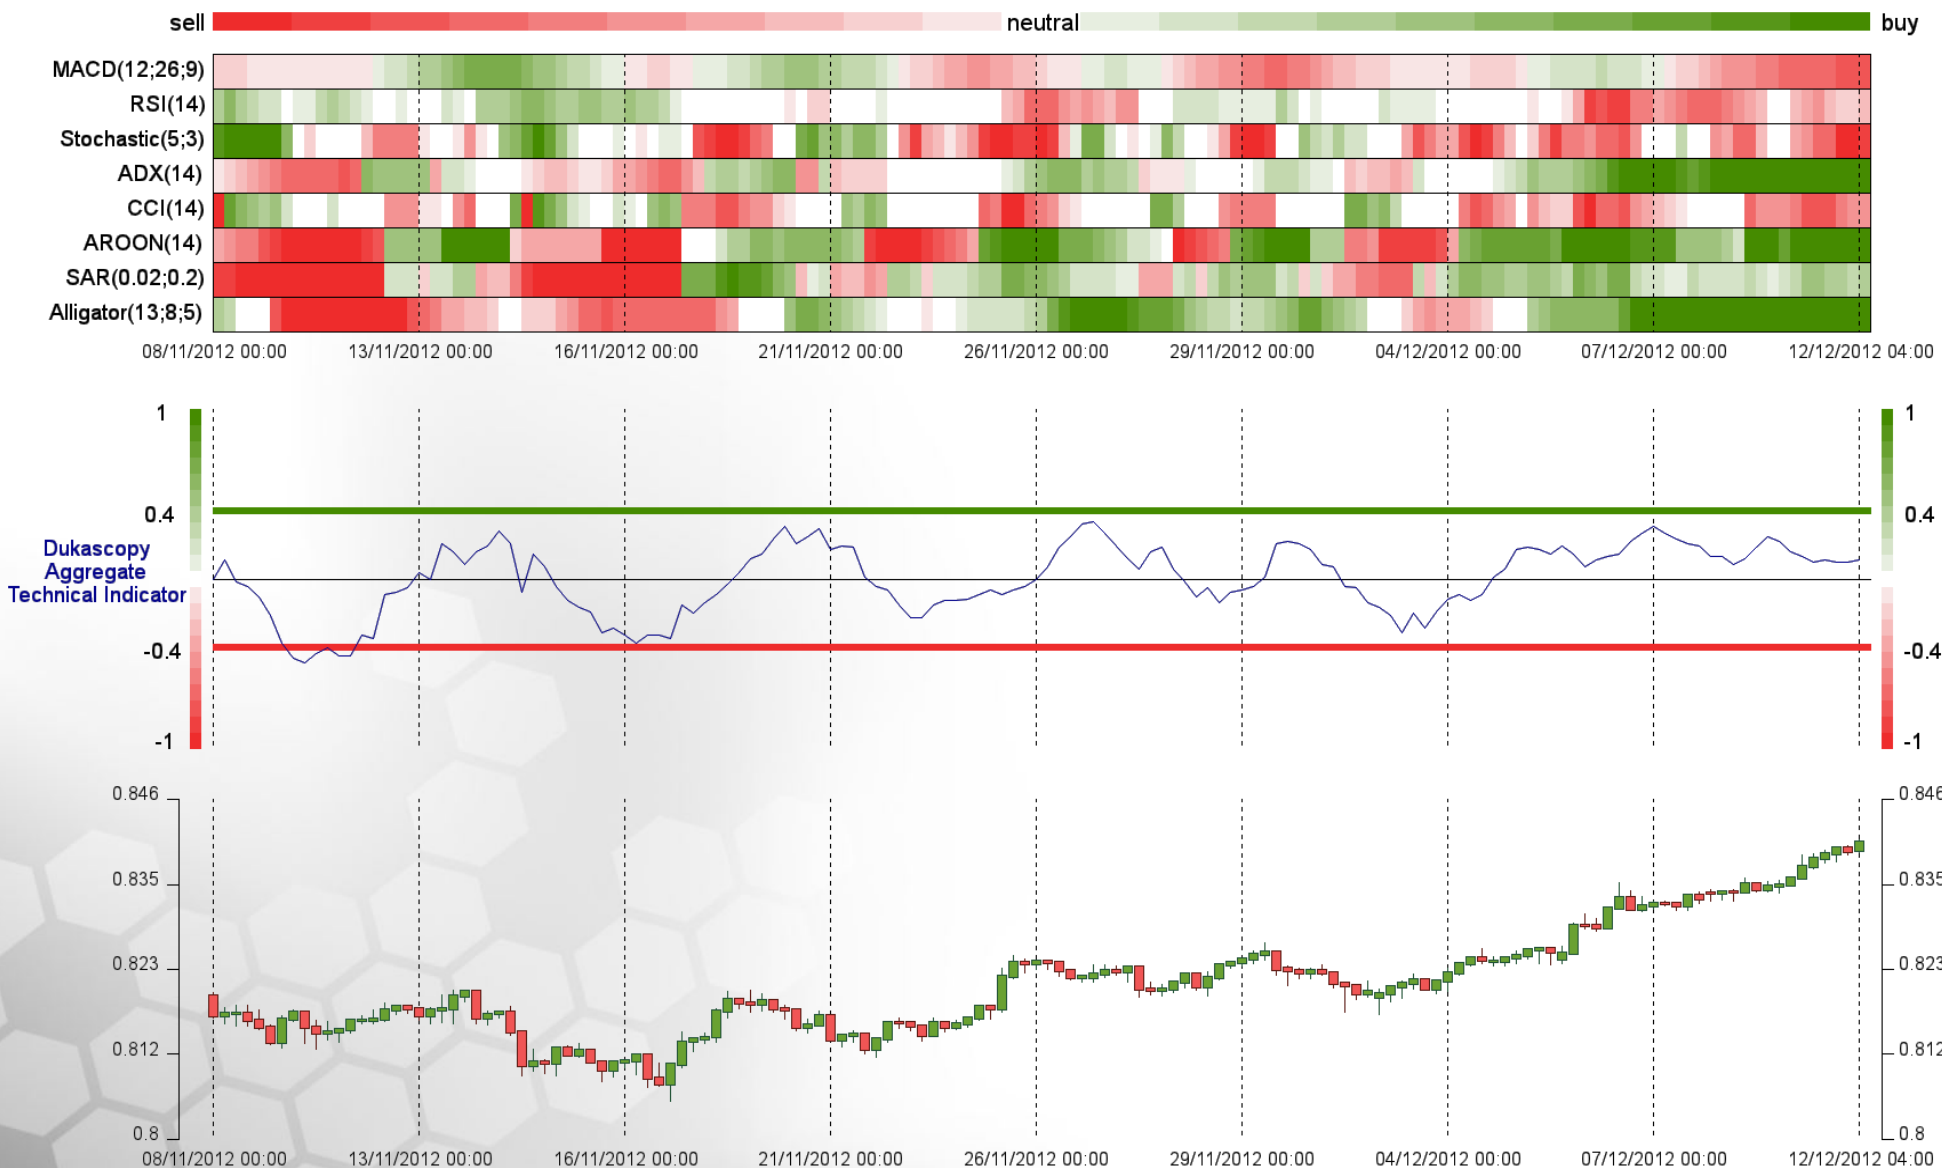 sell neutral buy
MACD(12;26;9)
RSI(14)
Stochastic(5;3)
ADX(14)
CCI(14)
AROON(14)
SAR(0.02;0.2)
Alligator(13;8;5)
08/11/2012 00:00 13/11/2012 00:00 16/11/2012 00:00 21/11/2012 00:00 26/11/2012 00:00 29/11/2012 00:00 04/12/2012 00:00 07/12/2012 00:00 12/12/2012 04:00
1 1
0.4 0.4
Dukascopy
Aggregate
Technical Indicator
-0.4 -0.4
-1 -1
0.846 0.846
0.835 0.835
0.823 0.823
0.812 0.812
0.8 0.8
08/11/2012 00:00 13/11/2012 00:00 16/11/2012 00:00 21/11/2012 00:00 26/11/2012 00:00 29/11/2012 00:00 04/12/2012 00:00 07/12/2012 00:00 12/12/2012 04:00